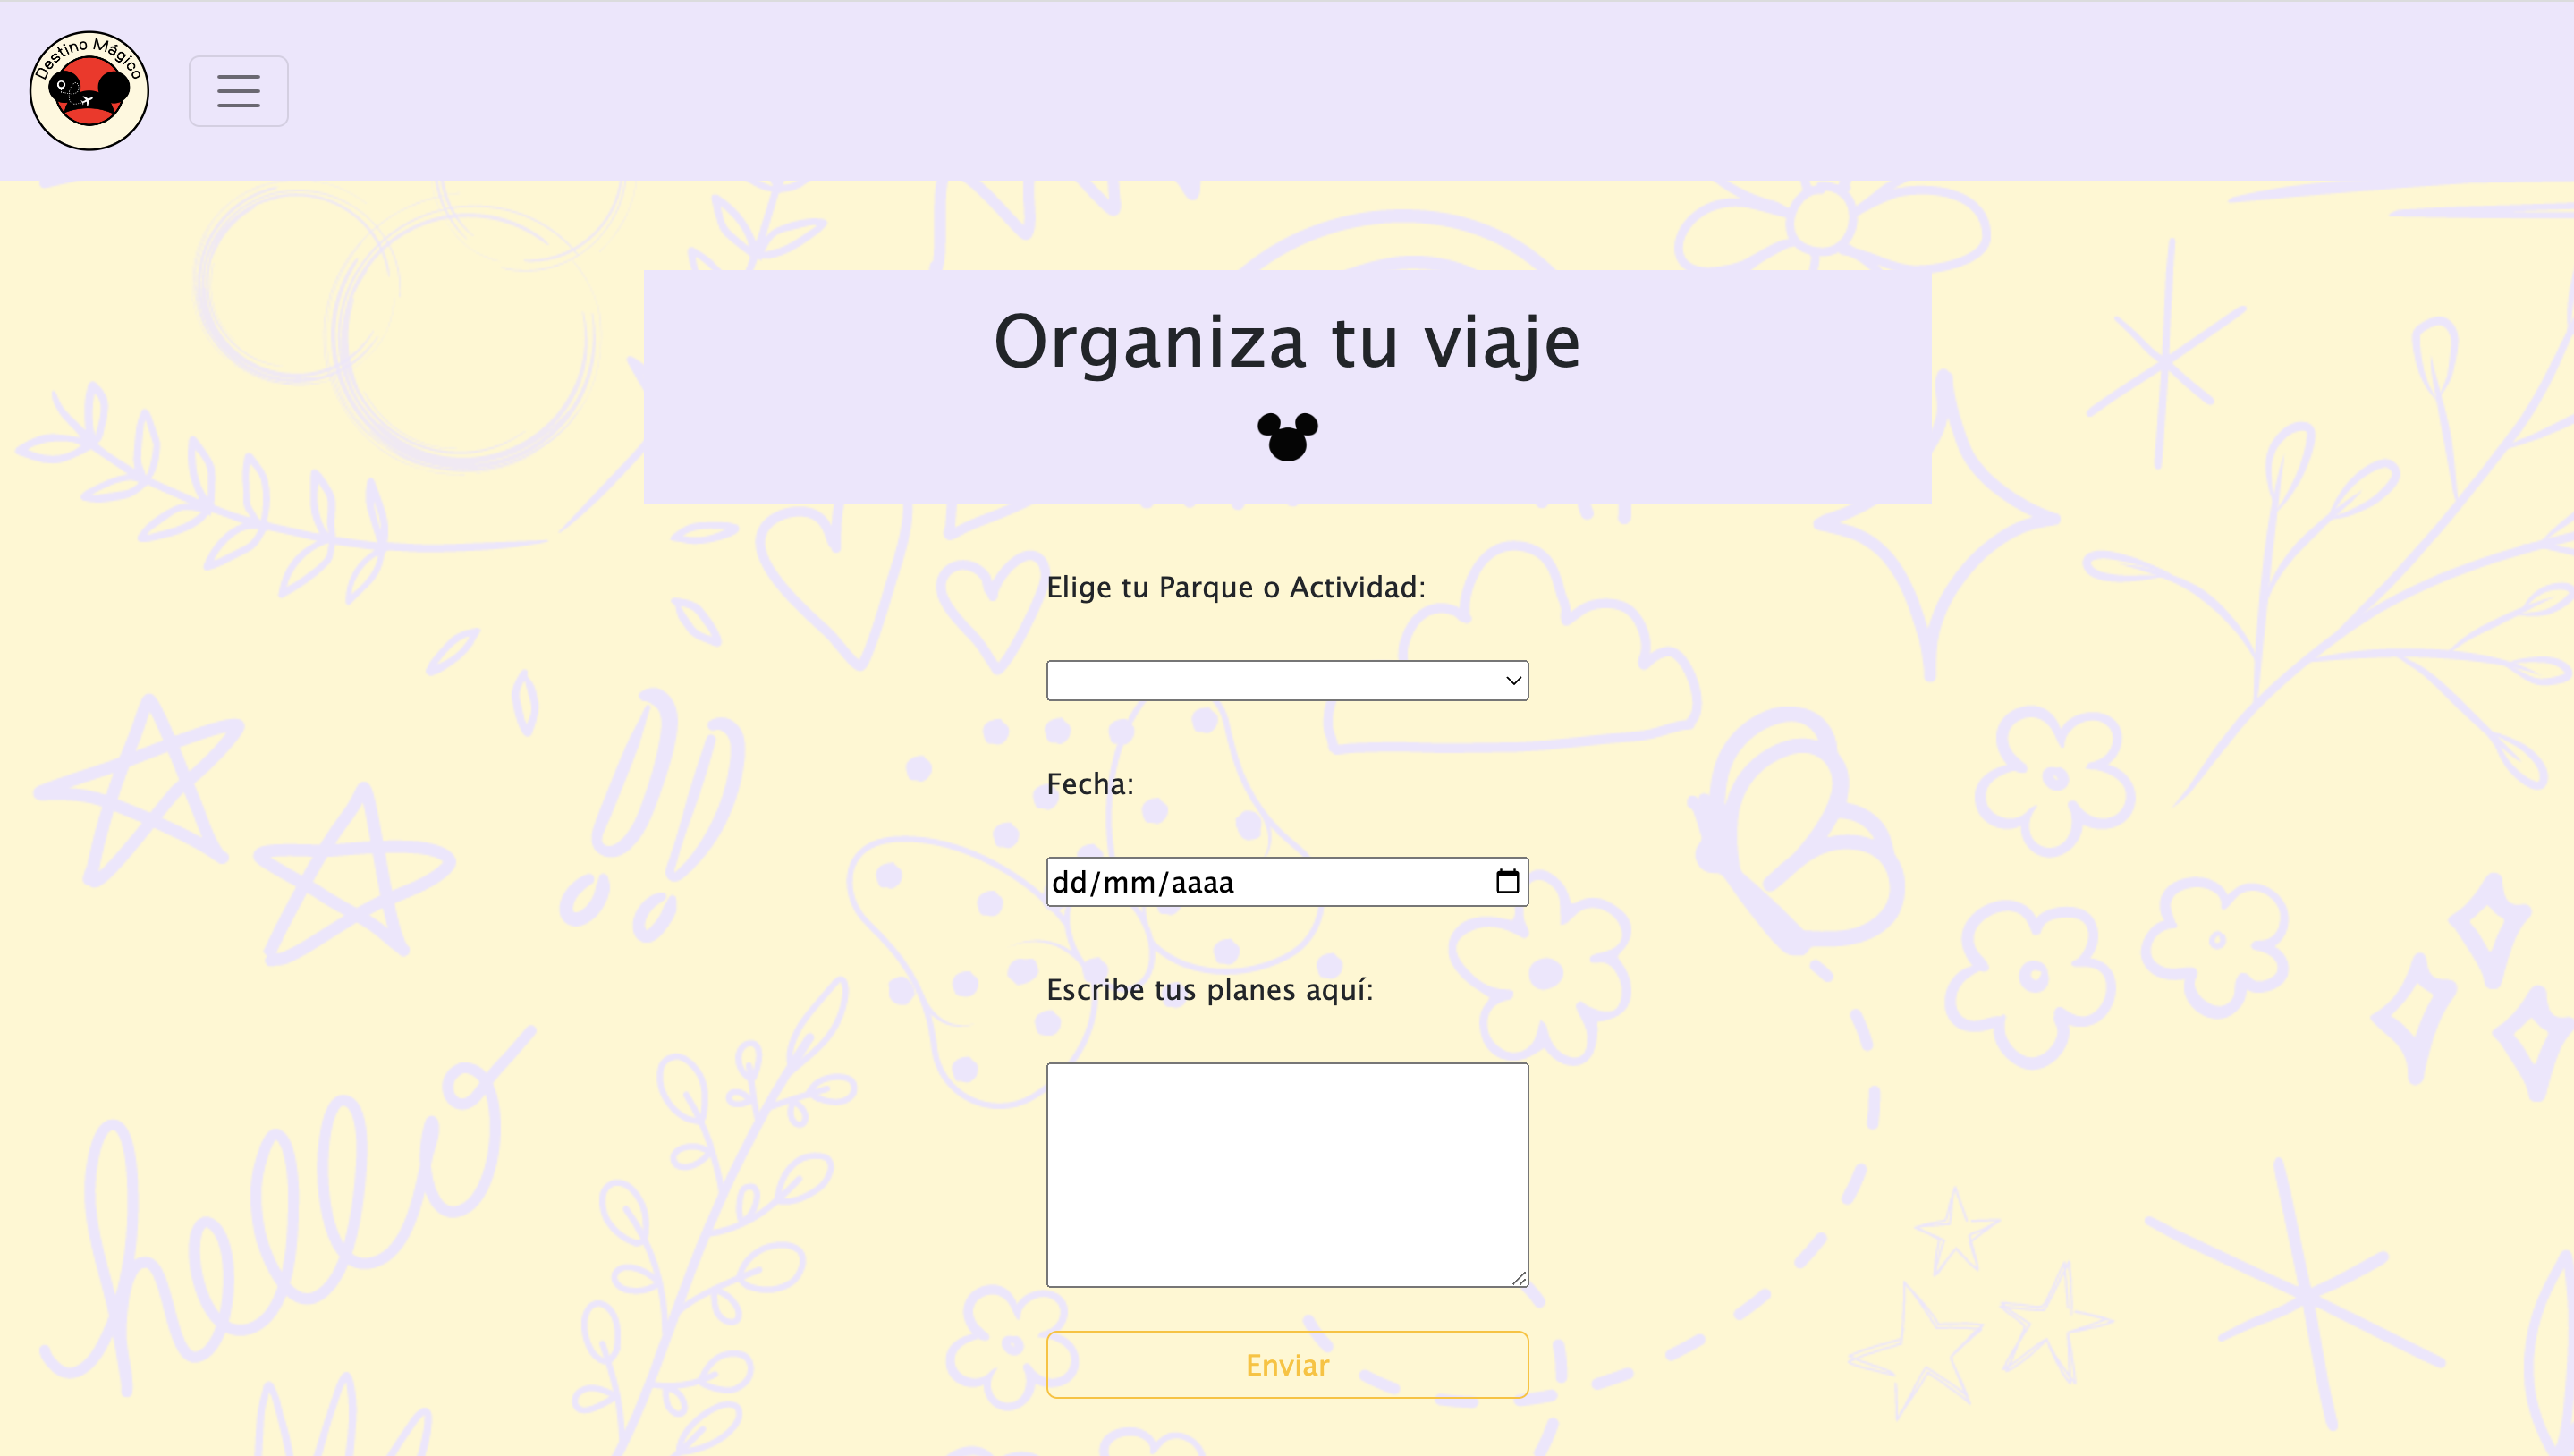 Destino Mágico
Organiza tu viaje
Elige tu Parque o Actividad:
Fecha:
dd/mm/aaaa
Escribe tus planes aquí:
hello
Enviar